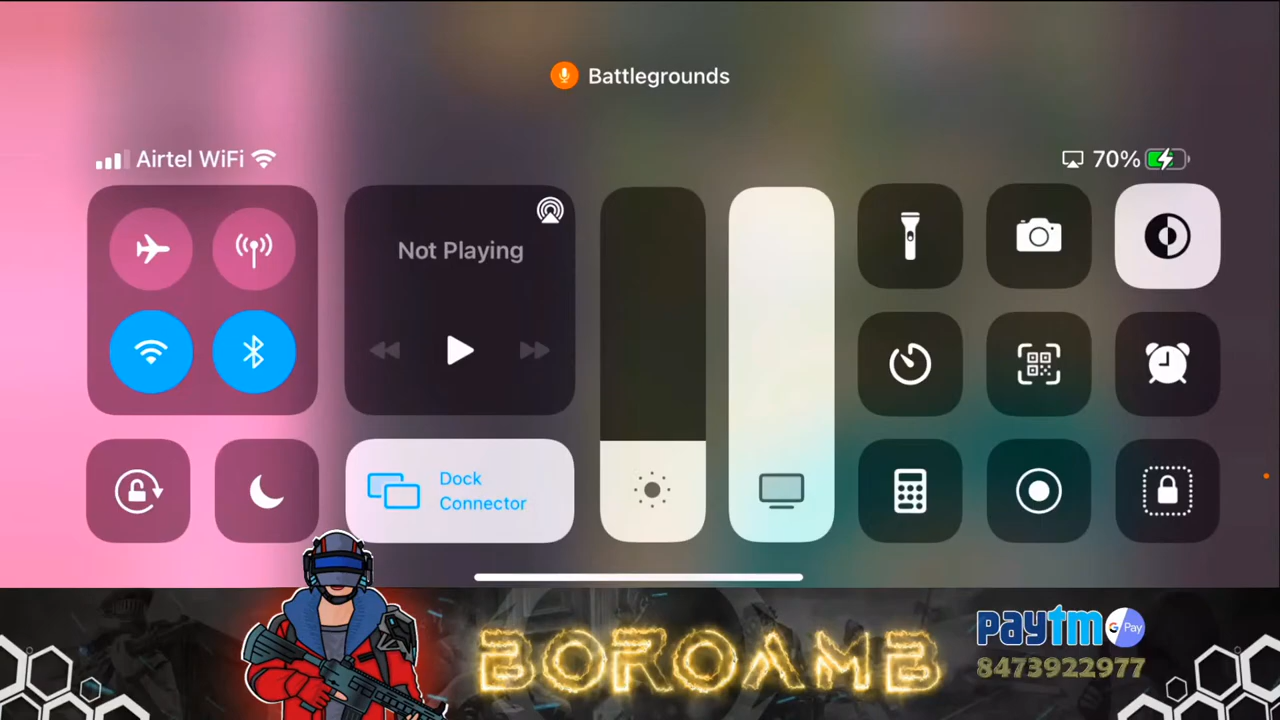 Battlegrounds
Airtel WiFi
70%
Not Playing
Dock
Connector
BOROAMB
paytm
G Pay
8473922977